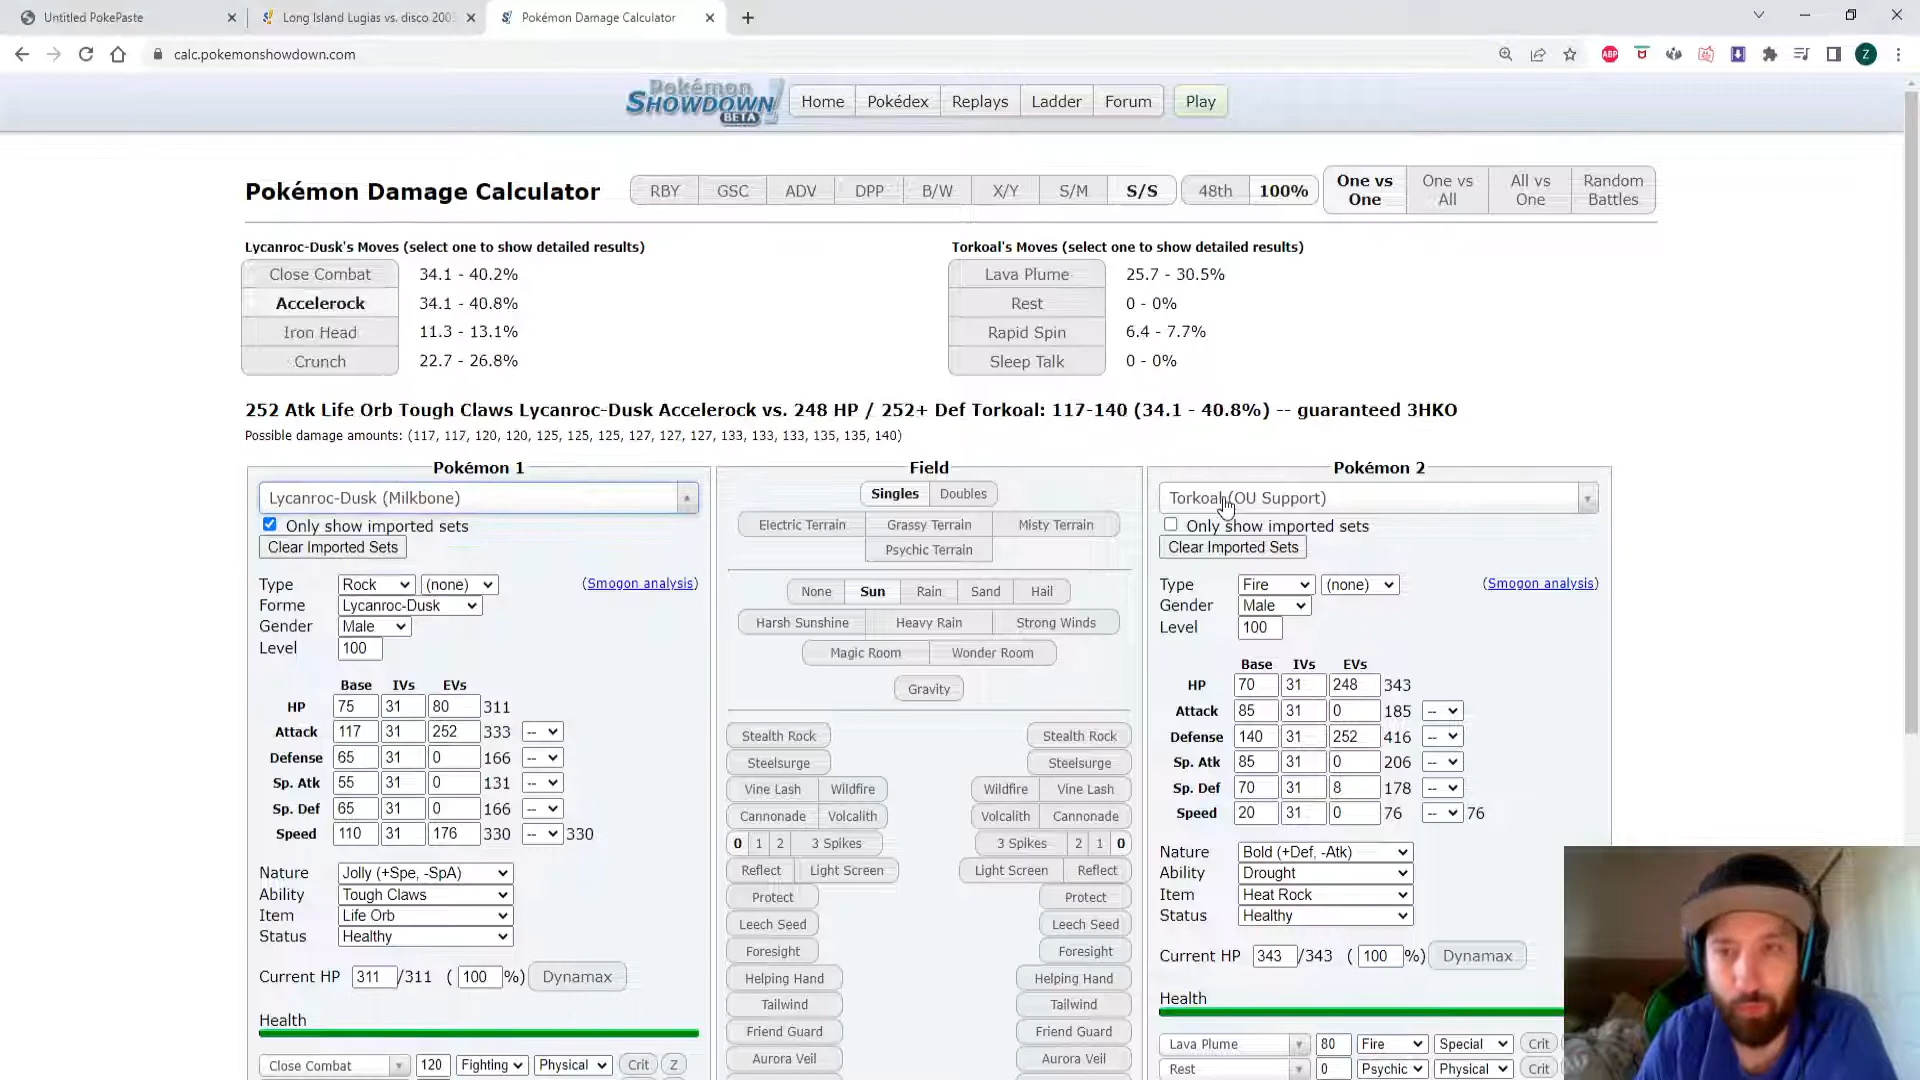 Untitled PokePaste
Long Island Lugias vs. disco 200
Pokémon Damage Calculator
calc.pokemonshowdown.com
ABP
Z
Pokémon
SHOWDOWN!
BETA
Home
Pokédex
Replays
Ladder
Forum
Play
Pokémon Damage Calculator
RBY
GSC
ADV
DPP
B/W
X/Y
S/M
S/S
48th
100%
One vs One
One vs All
All vs One
Random Battles
Lycanroc-Dusk's Moves (select one to show detailed results)
Close Combat 34.1 - 40.2%
Accelerock 34.1 - 40.8%
Iron Head 11.3 - 13.1%
Crunch 22.7 - 26.8%
Torkoal's Moves (select one to show detailed results)
Lava Plume 25.7 - 30.5%
Rest 0 - 0%
Rapid Spin 6.4 - 7.7%
Sleep Talk 0 - 0%
252 Atk Life Orb Tough Claws Lycanroc-Dusk Accelerock vs. 248 HP / 252+ Def Torkoal: 117-140 (34.1 - 40.8%) -- guaranteed 3HKO
Possible damage amounts: (117, 117, 120, 120, 125, 125, 125, 127, 127, 127, 133, 133, 133, 135, 135, 140)
Pokémon 1
Lycanroc-Dusk (Milkbone)
Only show imported sets
Clear Imported Sets
Type Rock (none) (Smogon analysis)
Forme Lycanroc-Dusk
Gender Male
Level 100
Base IVs EVs
HP 75 31 80 311
Attack 117 31 252 333 --
Defense 65 31 0 166 --
Sp. Atk 55 31 0 131 --
Sp. Def 65 31 0 166 --
Speed 110 31 176 330 -- 330
Nature Jolly (+Spe, -SpA)
Ability Tough Claws
Item Life Orb
Status Healthy
Current HP 311 /311 ( 100 %) Dynamax
Health
Close Combat 120 Fighting Physical Crit Z
Field
Singles Doubles
Electric Terrain Grassy Terrain Misty Terrain
Psychic Terrain
None Sun Rain Sand Hail
Harsh Sunshine Heavy Rain Strong Winds
Magic Room Wonder Room
Gravity
Stealth Rock Stealth Rock
Steelsurge Steelsurge
Vine Lash Wildfire Wildfire Vine Lash
Cannonade Volcalith Volcalith Cannonade
0 1 2 3 Spikes 3 Spikes 2 1 0
Reflect Light Screen Light Screen Reflect
Protect Protect
Leech Seed Leech Seed
Foresight Foresight
Helping Hand Helping Hand
Tailwind Tailwind
Friend Guard Friend Guard
Aurora Veil Aurora Veil
Pokémon 2
Torkoal (OU Support)
Only show imported sets
Clear Imported Sets
Type Fire (none) (Smogon analysis)
Gender Male
Level 100
Base IVs EVs
HP 70 31 248 343
Attack 85 31 0 185 --
Defense 140 31 252 416 --
Sp. Atk 85 31 0 206 --
Sp. Def 70 31 8 178 --
Speed 20 31 0 76 -- 76
Nature Bold (+Def, -Atk)
Ability Drought
Item Heat Rock
Status Healthy
Current HP 343 /343 ( 100 %) Dynamax
Health
Lava Plume 80 Fire Special Crit
Rest 0 Psychic Physical Crit